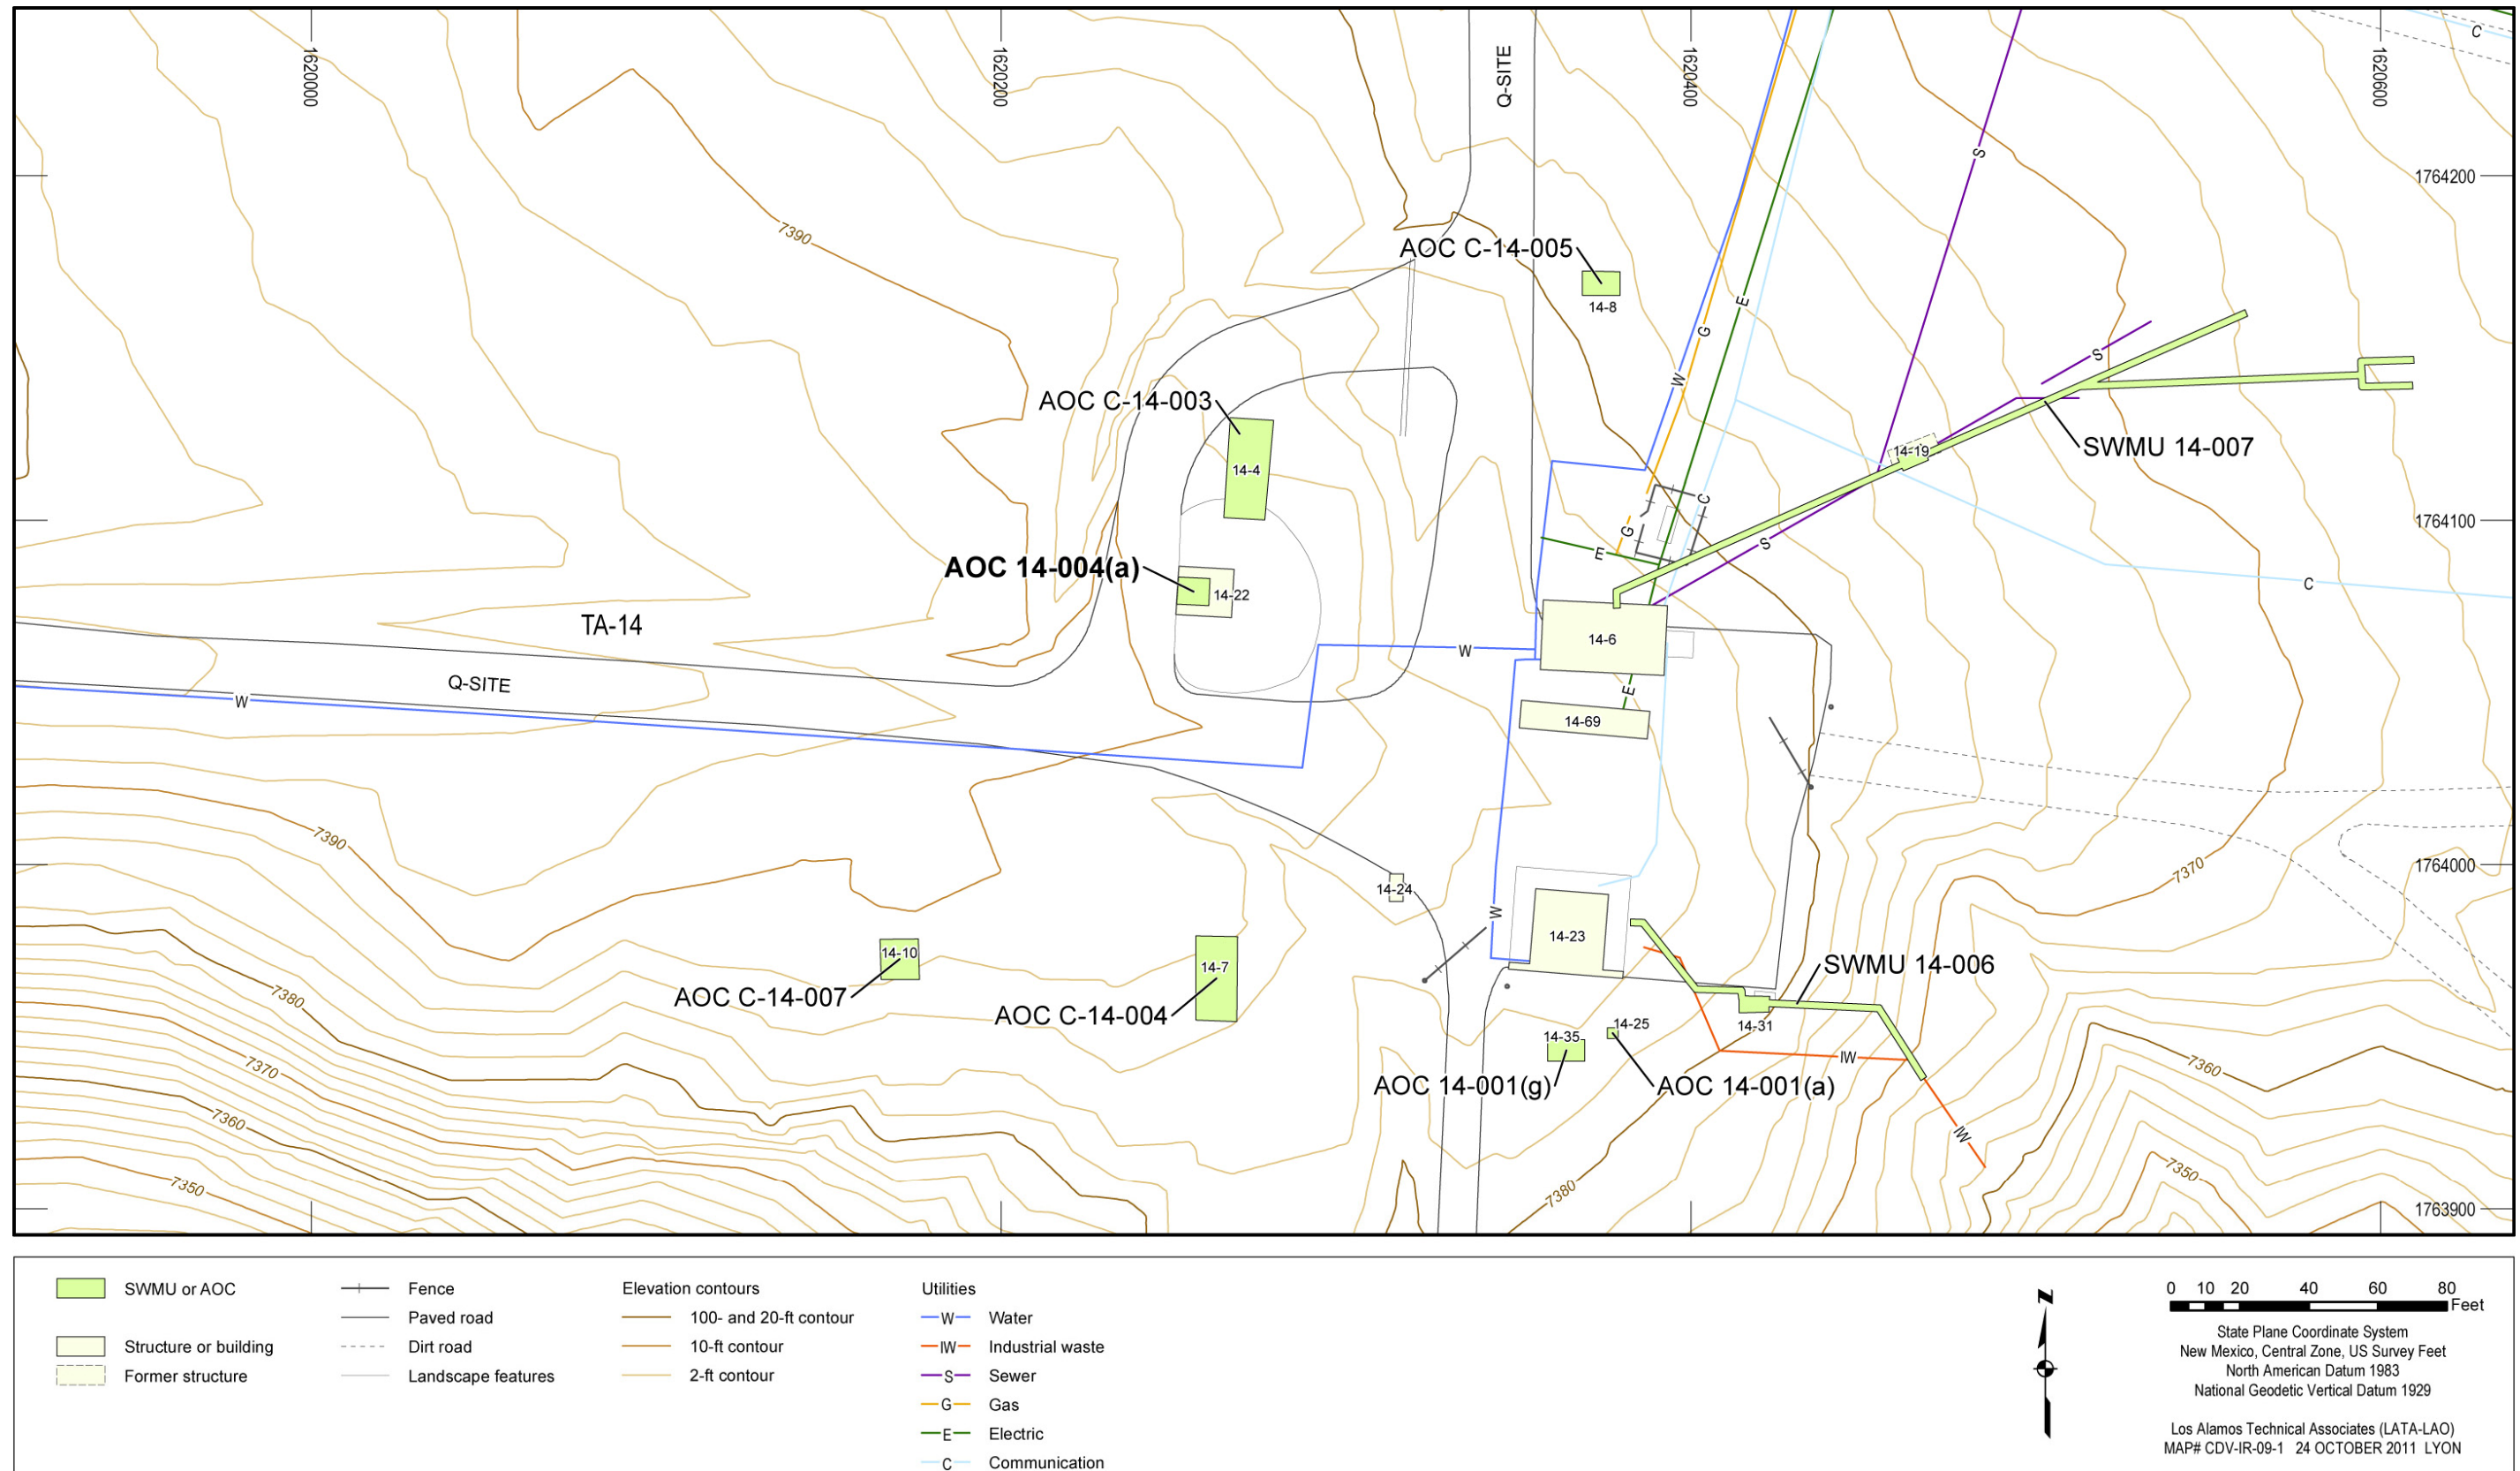 1620000
1620200
Q-SITE
1620400
1620600
C
S
1764200
7390
AOC C-14-005
14-8
E
G
S
W
AOC C-14-003
SWMU 14-007
14-19
14-4
C
1764100
G
S
E
AOC 14-004(a)
14-22
C
TA-14
14-6
W
Q-SITE
E
W
14-69
7390
1764000
7370
14-24
W
14-23
14-10
14-7
SWMU 14-006
7380
AOC C-14-007
AOC C-14-004
14-25
14-31
14-35
IW
7370
7360
AOC 14-001(g)
AOC 14-001(a)
7360
IW
7350
7350
7380
1763900
SWMU or AOC
Structure or building
Former structure
Fence
Paved road
Dirt road
Landscape features
Elevation contours
100- and 20-ft contour
10-ft contour
2-ft contour
Utilities
W Water
IW Industrial waste
S Sewer
G Gas
E Electric
C Communication
N
0 10 20 40 60 80
Feet
State Plane Coordinate System
New Mexico, Central Zone, US Survey Feet
North American Datum 1983
National Geodetic Vertical Datum 1929
Los Alamos Technical Associates (LATA-LAO)
MAP# CDV-IR-09-1 24 OCTOBER 2011 LYON